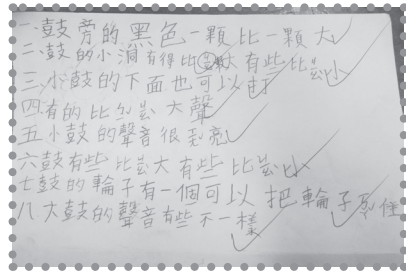 一.鼓旁的黑色一顆比一顆大
二、鼓的小洞有得比較大有些比較小
三、小鼓的下面也可以打
四有的比較大聲
五小鼓的聲音很到亮
六鼓有些比較大有些比較小
七鼓的輪子有一個可以把輪子
八大鼓的聲音有些不一樣